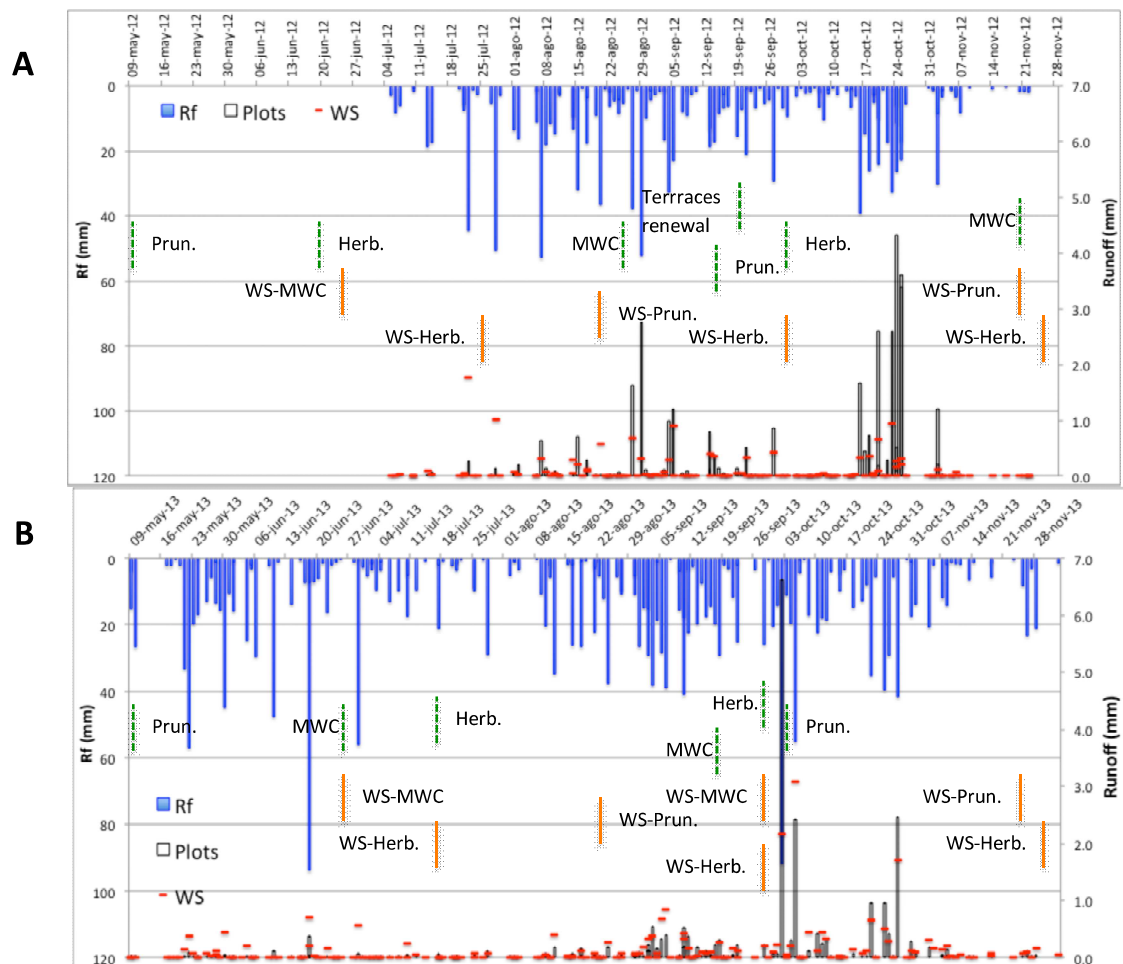 A
09-may-12 16-may-12 23-may-12 30-may-12 06-jun-12 13-jun-12 20-jun-12 27-jun-12 04-jul-12 11-jul-12 18-jul-12 25-jul-12 01-ago-12 08-ago-12 15-ago-12 22-ago-12 29-ago-12 05-sep-12 12-sep-12 19-sep-12 26-sep-12 03-oct-12 10-oct-12 17-oct-12 24-oct-12 31-oct-12 07-nov-12 14-nov-12 21-nov-12 28-nov-12
0 7.0
Rf Plots WS
6.0
20
Terrraces 5.0
renewal
40 MWC
Prun. Herb. MWC Herb. 4.0
Prun.
60
WS-MWC WS-Prun. 3.0
WS-Prun.
WS-Herb. WS-Herb. WS-Herb.
80 2.0
100 1.0
120 0.0
Rf (mm)
Runoff (mm)
B
09-may-13 16-may-13 23-may-13 30-may-13 06-jun-13 13-jun-13 20-jun-13 27-jun-13 04-jul-13 11-jul-13 18-jul-13 25-jul-13 01-ago-13 08-ago-13 15-ago-13 22-ago-13 29-ago-13 05-sep-13 12-sep-13 19-sep-13 26-sep-13 03-oct-13 10-oct-13 17-oct-13 24-oct-13 31-oct-13 07-nov-13 14-nov-13 21-nov-13 28-nov-13
0 7.0
6.0
20
5.0
40
Herb.
Prun. MWC Herb. Prun. 4.0
MWC
60
3.0
Rf WS-MWC WS-MWC WS-Prun.
WS-Prun.
80
WS-Herb. WS-Herb. 2.0
Plots WS-Herb.
100 1.0
WS
120 0.0
Rf (mm)
Runoff (mm)